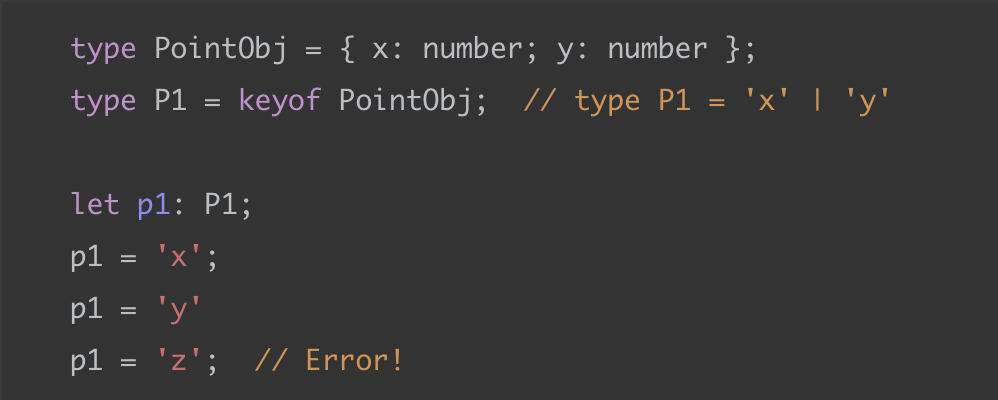 type PointObj = { x: number; y: number };
type P1 = keyof PointObj;  // type P1 = 'x' | 'y'
let p1: P1;
p1 = 'x';
p1 = 'y'
p1 = 'z';  // Error!